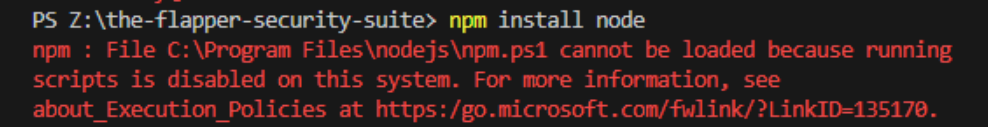 PS Z:\the-flapper-security-suite> npm install node
npm : File C:\Program Files\nodejs\npm.ps1 cannot be loaded because running
scripts is disabled on this system. For more information, see
about_Execution_Policies at https:/go.microsoft.com/fwlink/?LinkID=135170.